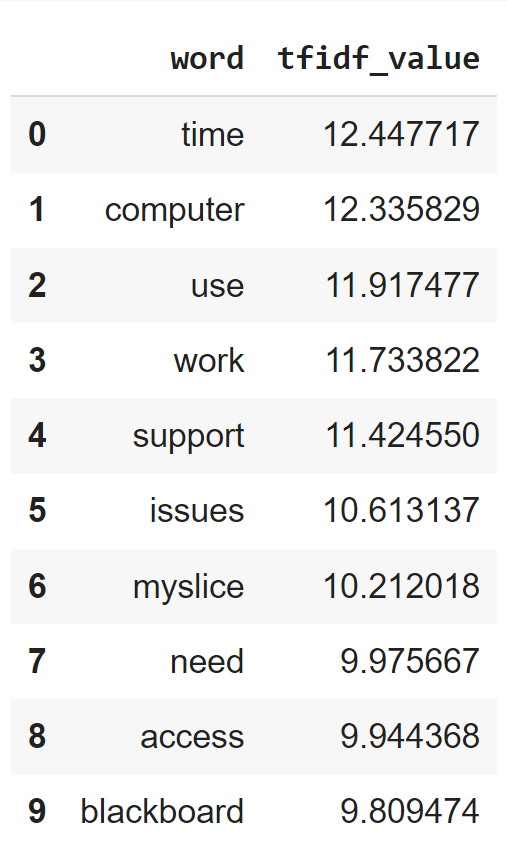 word tfidf_value
0 time 12.447717
1 computer 12.335829
2 use 11.917477
3 work 11.733822
4 support 11.424550
5 issues 10.613137
6 myslice 10.212018
7 need 9.975667
8 access 9.944368
9 blackboard 9.809474